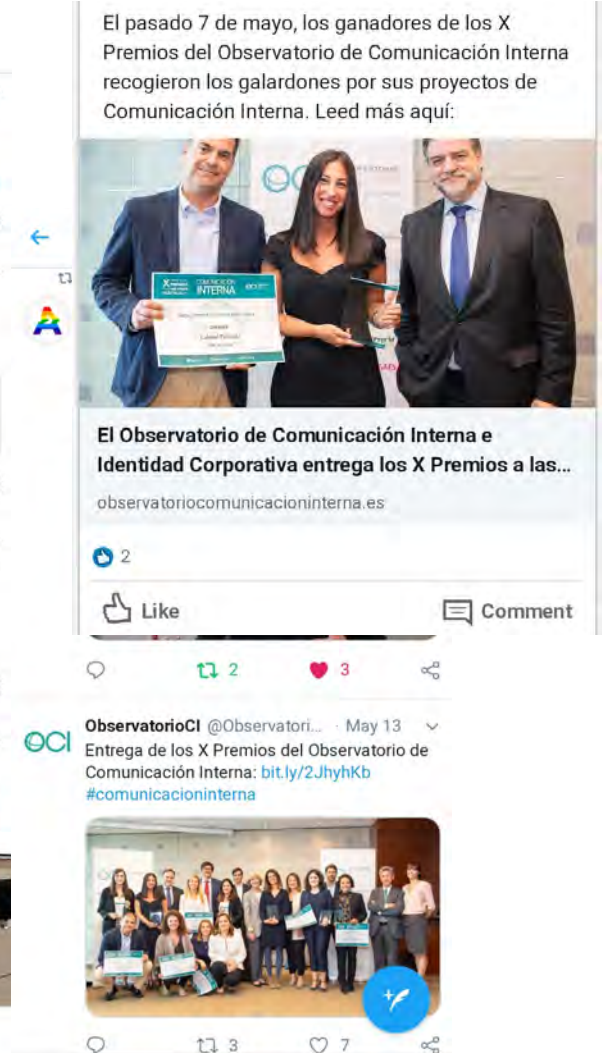 El pasado 7 de mayo, los ganadores de los X
Premios del Observatorio de Comunicación Interna
recogieron los galardones por sus proyectos de
Comunicación Interna. Leed más aquí:
COMUNICACIÓN
INTERNA
El Observatorio de Comunicación Interna e
Identidad Corporativa entrega los X Premios a las...
observatoriocomunicacioninterna.es
2
Like
Comment
2
3
OCI
ObservatorioCI @Observatori... · May 13
Entrega de los X Premios del Observatorio de
Comunicación Interna: bit.ly/2JhyhKb
#comunicacioninterna
3
7